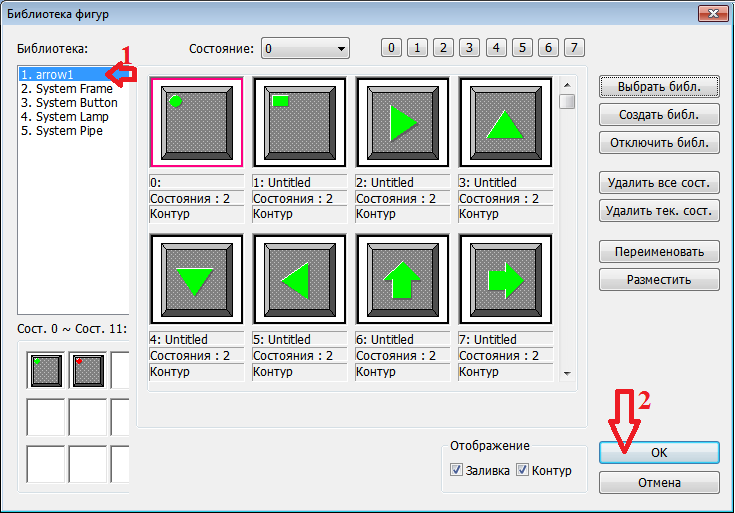 Библиотека фигур
Библиотека:
Состояние:
0
0 1 2 3 4 5 6 7
1
1. arrow1
2. System Frame
3. System Button
4. System Lamp
5. System Pipe
0:
Состояния : 2
Контур
1: Untitled
Состояния : 2
Контур
2: Untitled
Состояния : 2
Контур
3: Untitled
Состояния : 2
Контур
4: Untitled
Состояния : 2
Контур
5: Untitled
Состояния : 2
Контур
6: Untitled
Состояния : 2
Контур
7: Untitled
Состояния : 2
Контур
Выбрать библ.
Создать библ.
Отключить библ.
Удалить все сост.
Удалить тек. сост.
Переименовать
Разместить
Сост. 0 ~ Сост. 11:
Отображение
Заливка
Контур
2
OK
Отмена